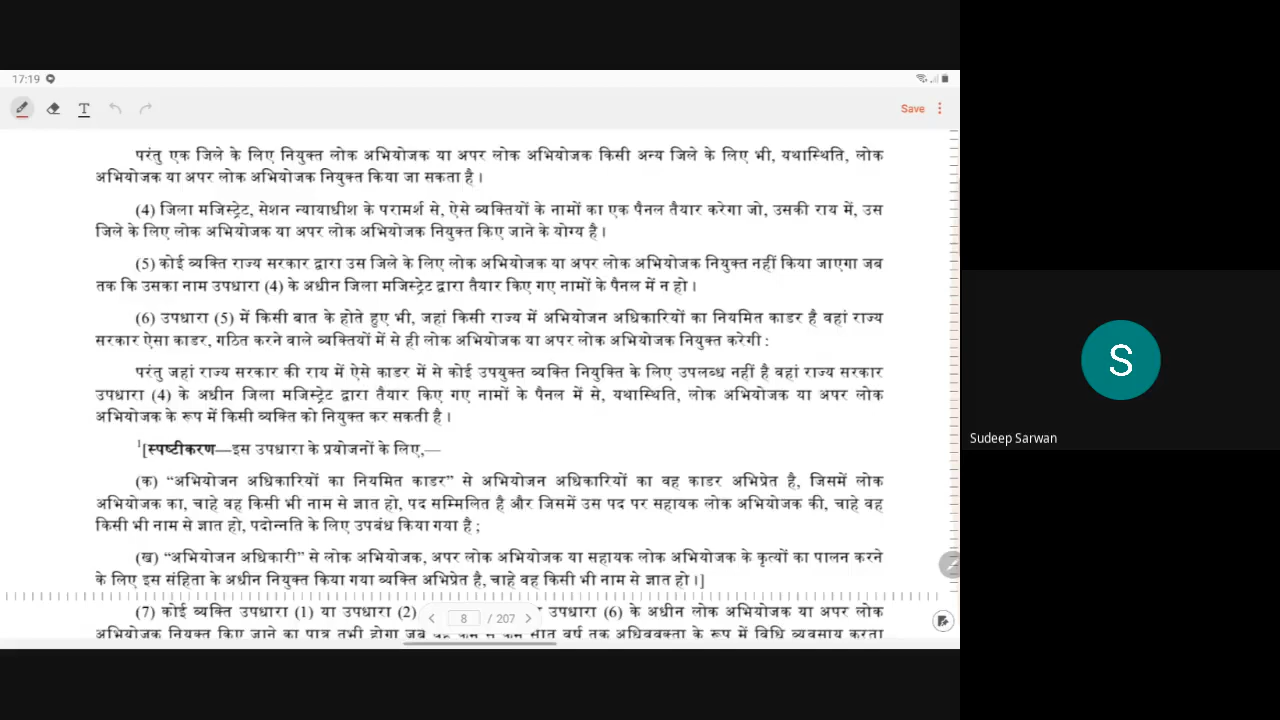 17:19
Save
परंतु एक जिले के लिए नियुक्त लोक अभियोजक या अपर लोक अभियोजक किसी अन्य जिले के लिए भी, यथास्थिति, लोक
अभियोजक या अपर लोक अभियोजक नियुक्त किया जा सकता है ।
(4) जिला मजिस्ट्रेट, सेशन न्यायाधीश के परामर्श से, ऐसे व्यक्तियों के नामों का एक पैनल तैयार करेगा जो, उसकी राय में, उस
जिले के लिए लोक अभियोजक या अपर लोक अभियोजक नियुक्त किए जाने के योग्य है ।
(5) कोई व्यक्ति राज्य सरकार द्वारा उस जिले के लिए लोक अभियोजक या अपर लोक अभियोजक नियुक्त नहीं किया जाएगा जब
तक कि उसका नाम उपधारा (4) के अधीन जिला मजिस्ट्रेट द्वारा तैयार किए गए नामों के पैनल में न हो ।
(6) उपधारा (5) में किसी बात के होते हुए भी, जहां किसी राज्य में अभियोजन अधिकारियों का नियमित काडर है वहां राज्य
सरकार ऐसा काडर, गठित करने वाले व्यक्तियों में से ही लोक अभियोजक या अपर लोक अभियोजक नियुक्त करेगी :
परंतु जहां राज्य सरकार की राय में ऐसे काडर में से कोई उपयुक्त व्यक्ति नियुक्ति के लिए उपलब्ध नहीं है वहां राज्य सरकार
उपधारा (4) के अधीन जिला मजिस्ट्रेट द्वारा तैयार किए गए नामों के पैनल में से, यथास्थिति, लोक अभियोजक या अपर लोक
अभियोजक के रूप में किसी व्यक्ति को नियुक्त कर सकती है ।
1[स्पष्टीकरण—इस उपधारा के प्रयोजनों के लिए,—
(क) “अभियोजन अधिकारियों का नियमित काडर” से अभियोजन अधिकारियों का वह काडर अभिप्रेत है, जिसमें लोक
अभियोजक का, चाहे वह किसी भी नाम से ज्ञात हो, पद सम्मिलित है और जिसमें उस पद पर सहायक लोक अभियोजक की, चाहे वह
किसी भी नाम से ज्ञात हो, पदोन्नति के लिए उपबंध किया गया है ;
(ख) “अभियोजन अधिकारी” से लोक अभियोजक, अपर लोक अभियोजक या सहायक लोक अभियोजक के कृत्यों का पालन करने
के लिए इस संहिता के अधीन नियुक्त किया गया व्यक्ति अभिप्रेत है, चाहे वह किसी भी नाम से ज्ञात हो ।]
(7) कोई व्यक्ति उपधारा (1) या उपधारा (2) उपधारा (6) के अधीन लोक अभियोजक या अपर लोक
8 / 207
अभियोजक नियुक्त किए जाने का पात्र तभी होगा जब वह कम से कम सात वर्ष तक अधिवक्ता के रूप में विधि व्यवसाय करता
S
Sudeep Sarwan